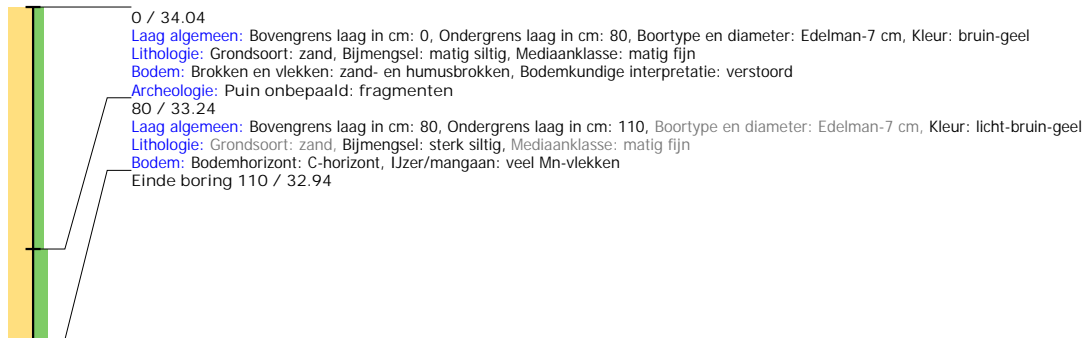 0 / 34.04
Laag algemeen: Bovengrens laag in cm: 0, Ondergrens laag in cm: 80, Boortype en diameter: Edelman-7 cm, Kleur: bruin-geel
Lithologie: Grondsoort: zand, Bijmengsel: matig siltig, Mediaanklasse: matig fijn
Bodem: Brokken en vlekken: zand- en humusbrokken, Bodemkundige interpretatie: verstoord
Archeologie: Puin onbepaald: fragmenten
80 / 33.24
Laag algemeen: Bovengrens laag in cm: 80, Ondergrens laag in cm: 110, Boortype en diameter: Edelman-7 cm, Kleur: licht-bruin-geel
Lithologie: Grondsoort: zand, Bijmengsel: sterk siltig, Mediaanklasse: matig fijn
Bodem: Bodemhorizont: C-horizont, IJzer/mangaan: veel Mn-vlekken
Einde boring 110 / 32.94